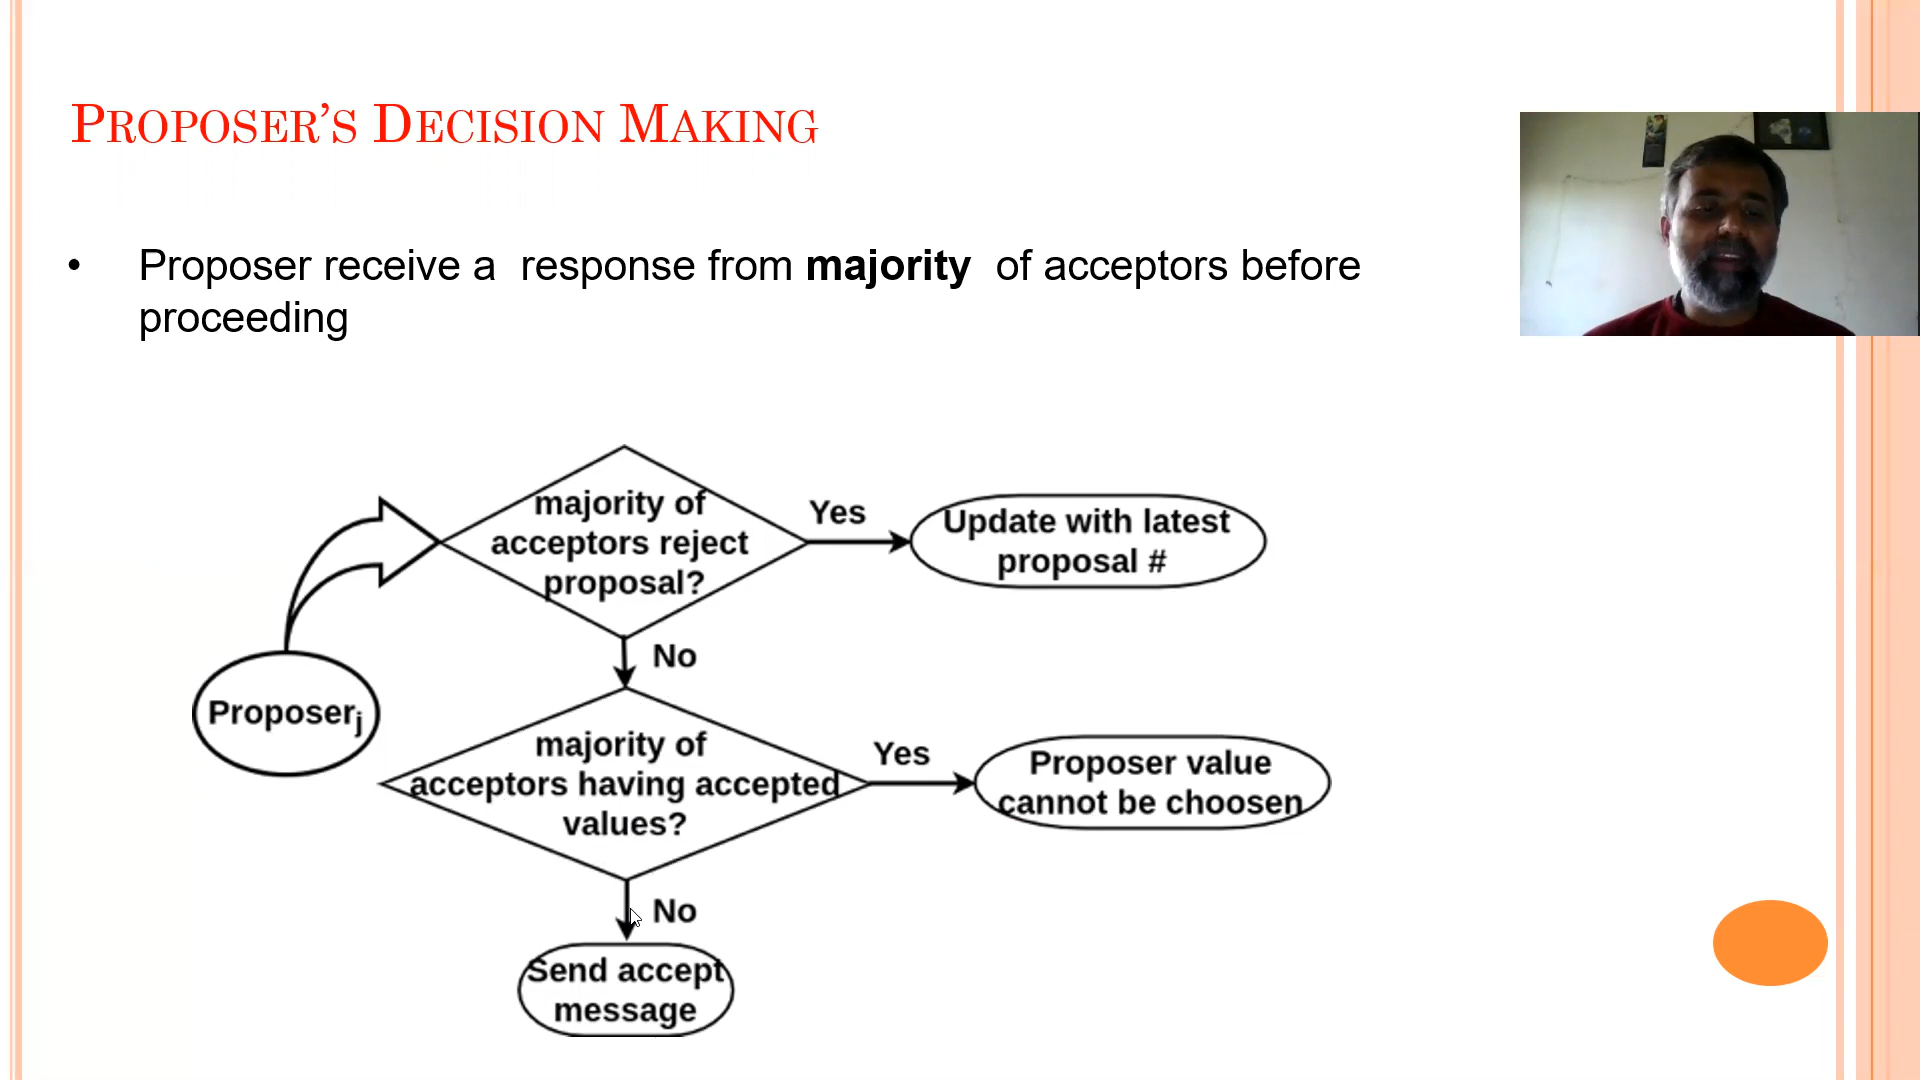 PROPOSER'S DECISION MAKING
• Proposer receive a response from majority of acceptors before
proceeding
majority of
acceptors reject
proposal?
Yes
Update with latest
proposal #
No
Proposerj
majority of
acceptors having accepted
values?
Yes
Proposer value
cannot be choosen
No
Send accept
message